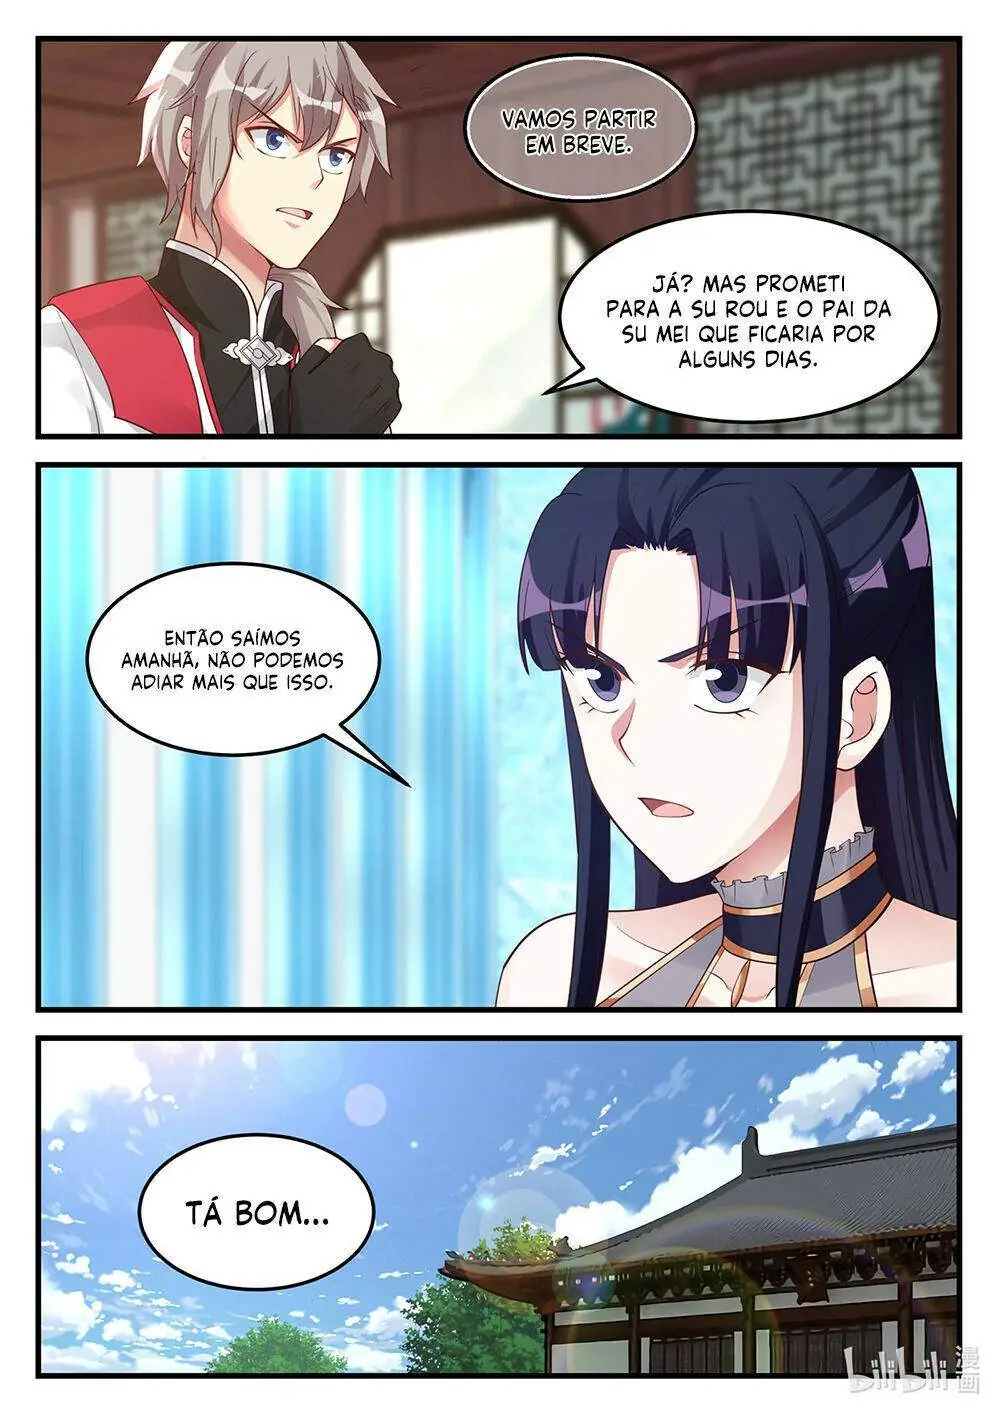 VAMOS PARTIR
EM BREVE.
JÁ? MAS PROMETI
PARA A SU ROU E O PAI DA
SU MEI QUE FICARIA POR
ALGUNS DIAS.
ENTÃO SAÍMOS
AMANHÃ, NÃO PODEMOS
ADIAR MAIS QUE ISSO.
TÁ BOM...
bilibili 漫画